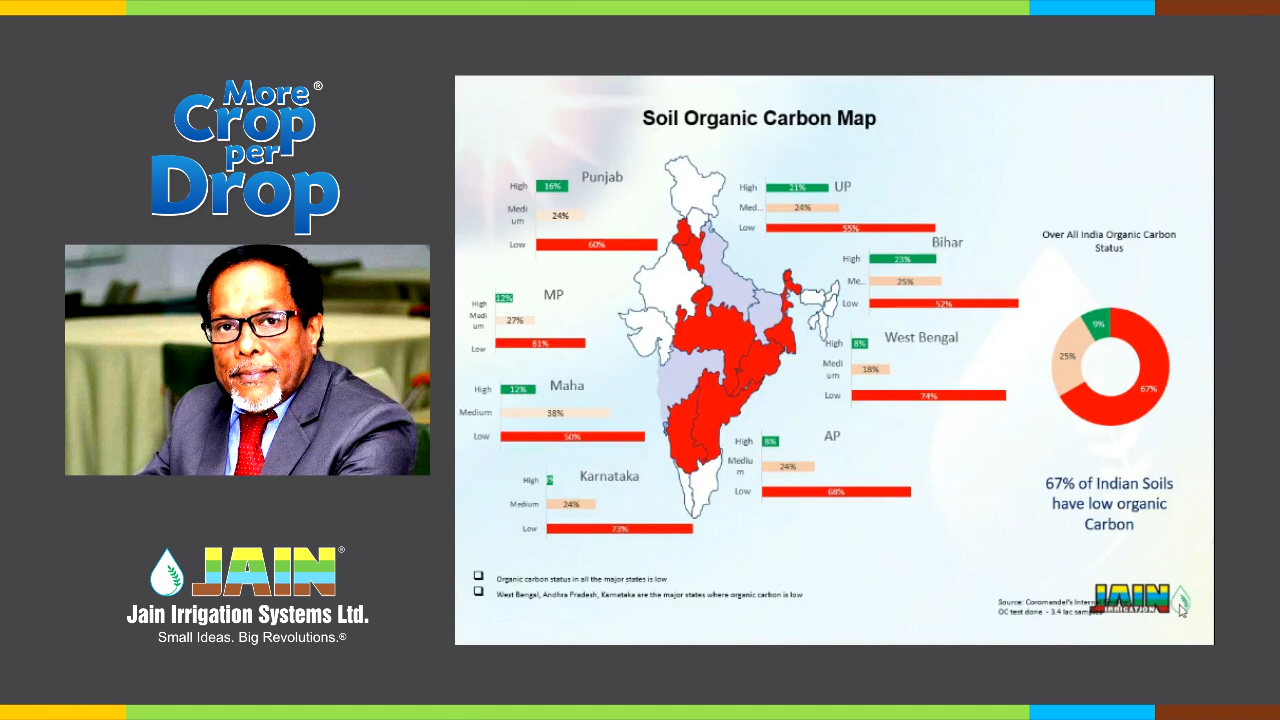 More®
Crop
per
Drop
JAIN®
Jain Irrigation Systems Ltd.
Small Ideas. Big Revolutions.®
Soil Organic Carbon Map
Punjab
High 16%
Medi
um 24%
Low 60%
UP
High 21%
Med... 24%
Low 55%
Bihar
High 23%
Me... 25%
Low 52%
MP
High 12%
Medi
um 27%
Low 61%
West Bengal
High 8%
Medi
um 18%
Low 74%
Maha
High 12%
Medium 38%
Low 50%
AP
High 8%
Mediu
m 24%
Low 68%
Karnataka
High
Medium 24%
Low 73%
Over All India Organic Carbon
Status
9%
25%
67%
67% of Indian Soils
have low organic
Carbon
Organic carbon status in all the major states is low
West Bengal, Andhra Pradesh, Karnataka are the major states where organic carbon is low
Source: Coromandel's
OC test done - 3.4 lac
JAIN
IRRIGATION